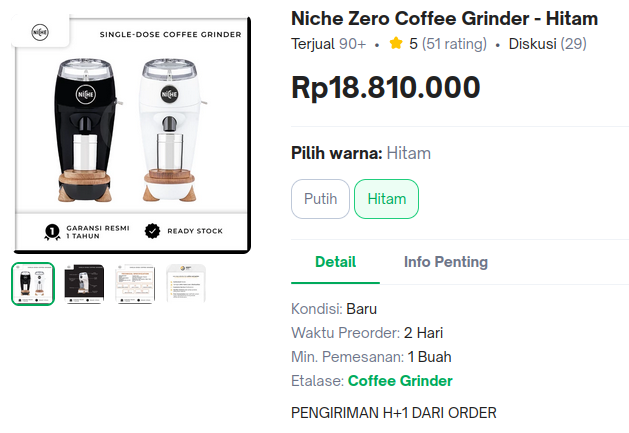 NICHE
SINGLE-DOSE COFFEE GRINDER
NICHE
NICHE
1
GARANSI RESMI
1 TAHUN
READY STOCK
Niche Zero Coffee Grinder - Hitam
Terjual 90+ • 5 (51 rating) • Diskusi (29)
Rp18.810.000
Pilih warna: Hitam
Putih
Hitam
Detail
Info Penting
Kondisi: Baru
Waktu Preorder: 2 Hari
Min. Pemesanan: 1 Buah
Etalase: Coffee Grinder
PENGIRIMAN H+1 DARI ORDER